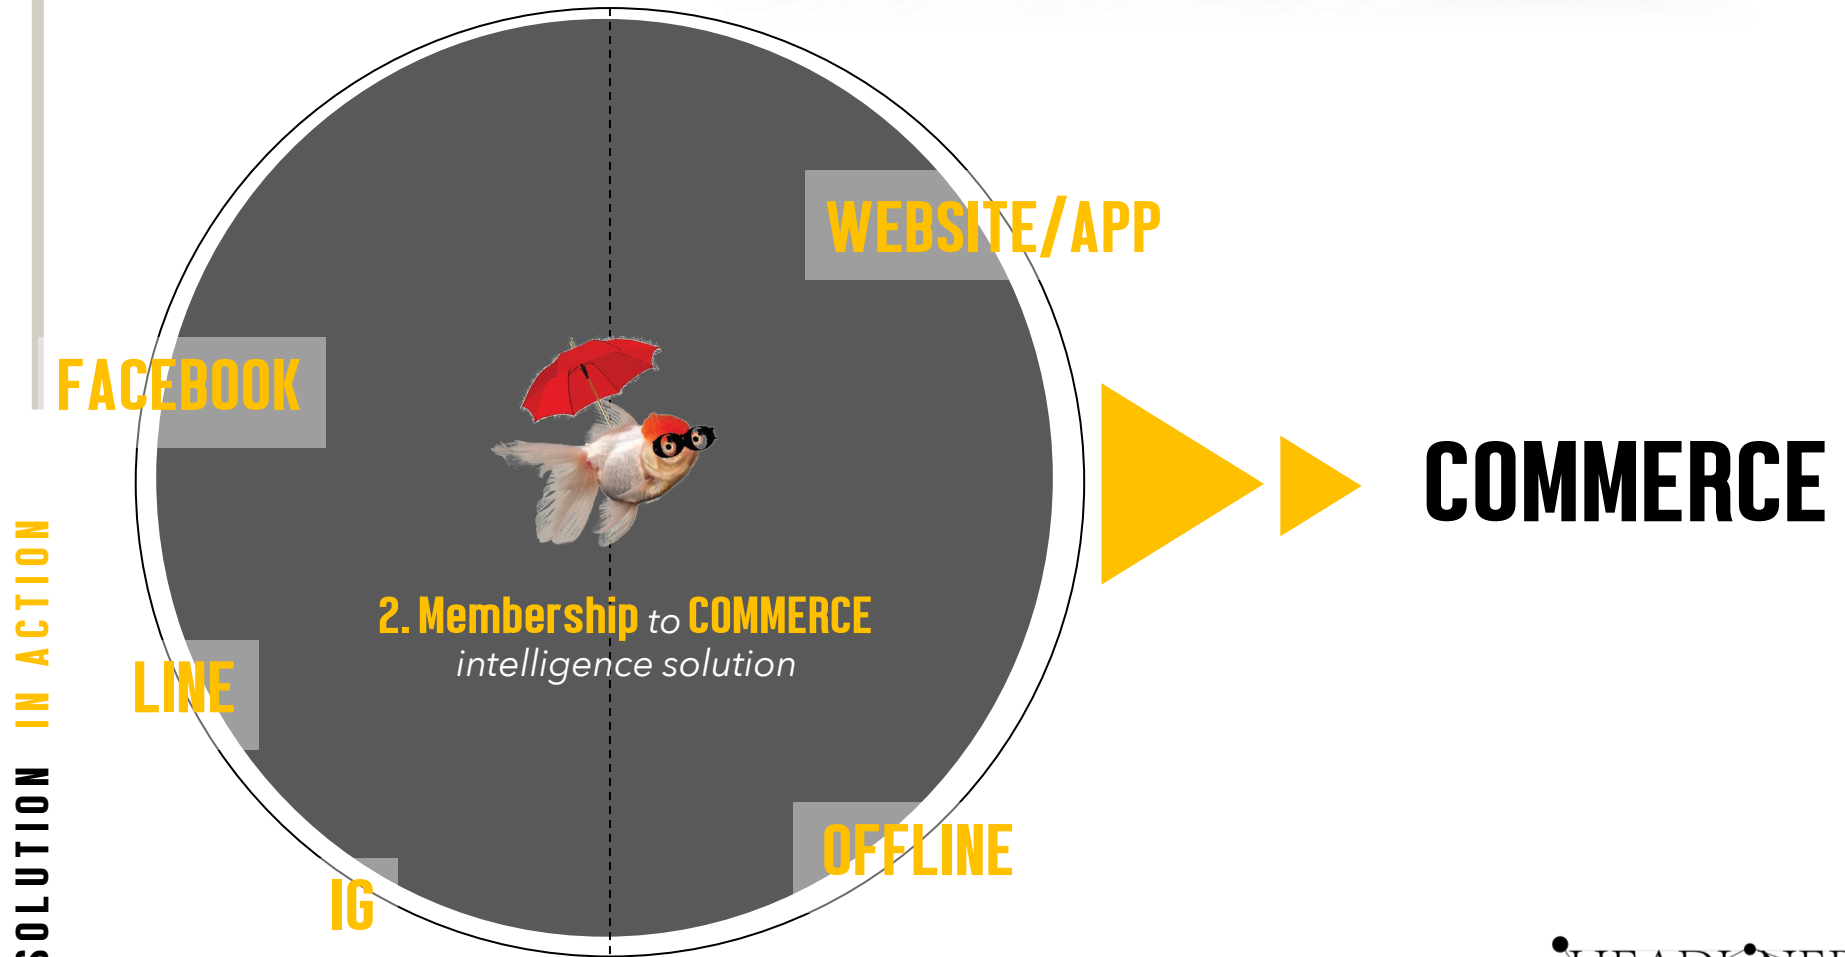 WEBSITE/APP
FACEBOOK
COMMERCE
2. Membership to COMMERCE
intelligence solution
LINE
OFFLINE
IG
SOLUTION IN ACTION